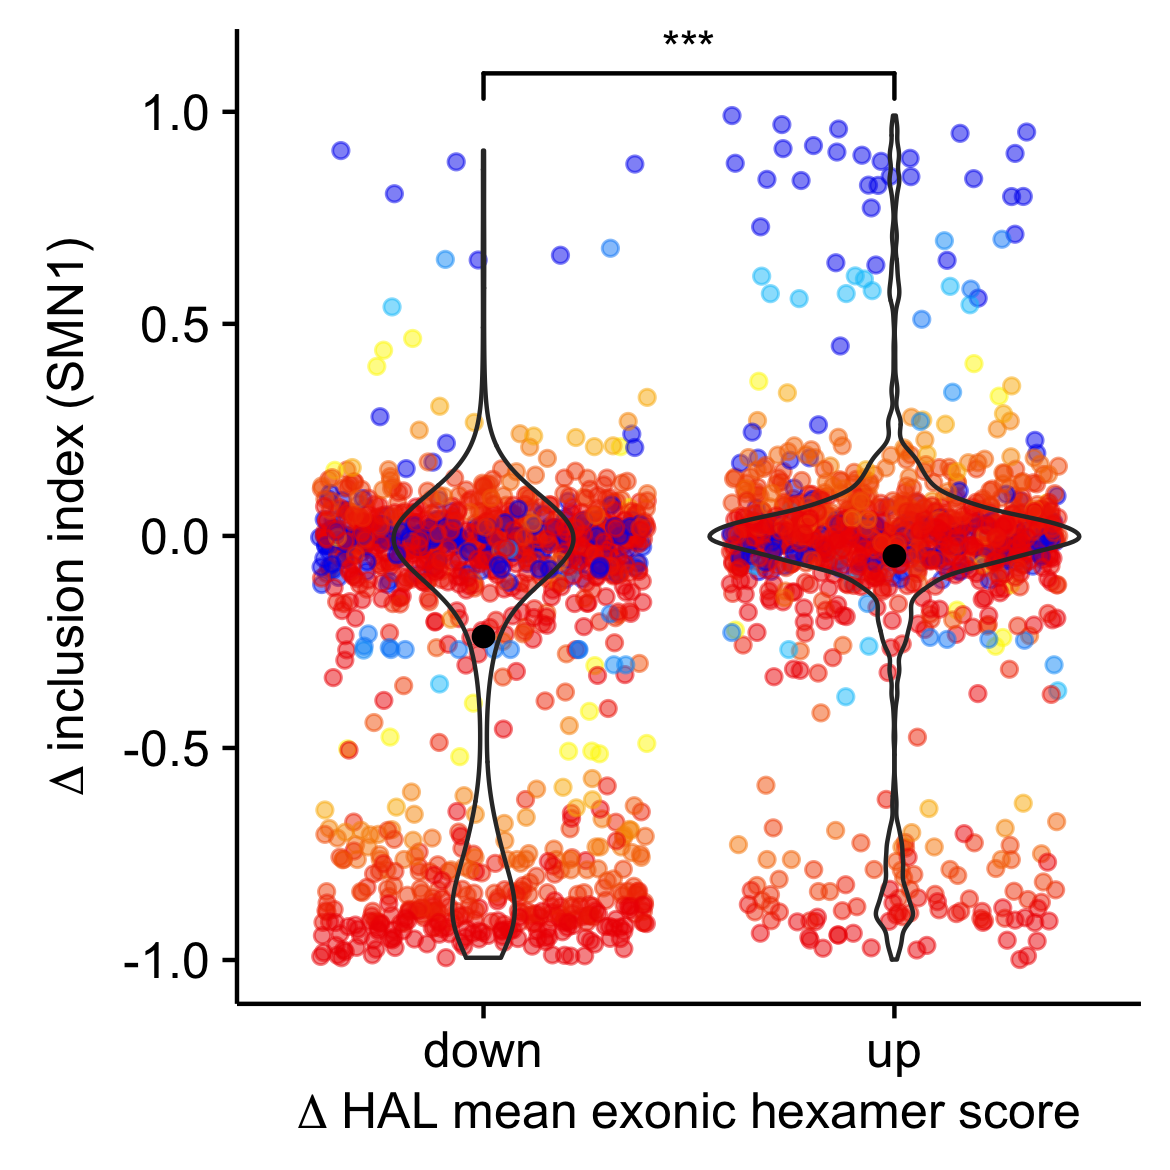 ***
1.0
0.5
0.0
-0.5
-1.0
Δ inclusion index (SMN1)
down up
Δ HAL mean exonic hexamer score